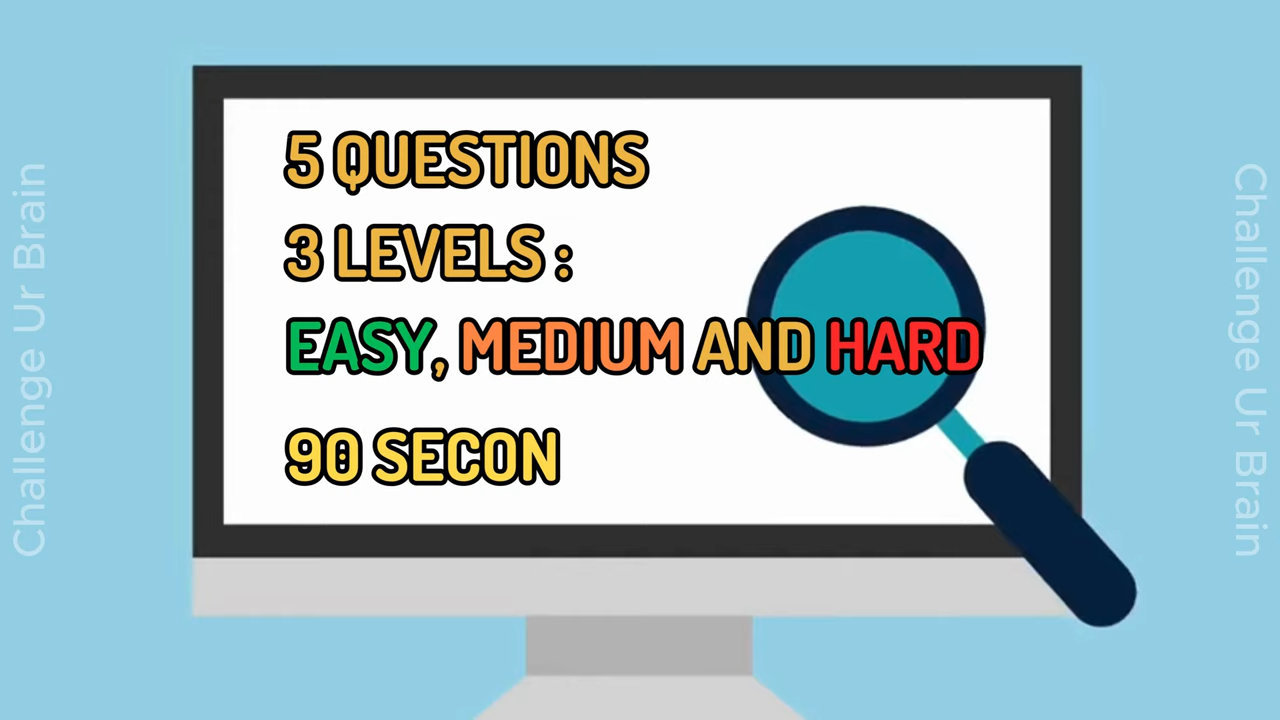 5 QUESTIONS
3 LEVELS :
EASY, MEDIUM AND HARD
90 SECON
Challenge Ur Brain
Challenge Ur Brain